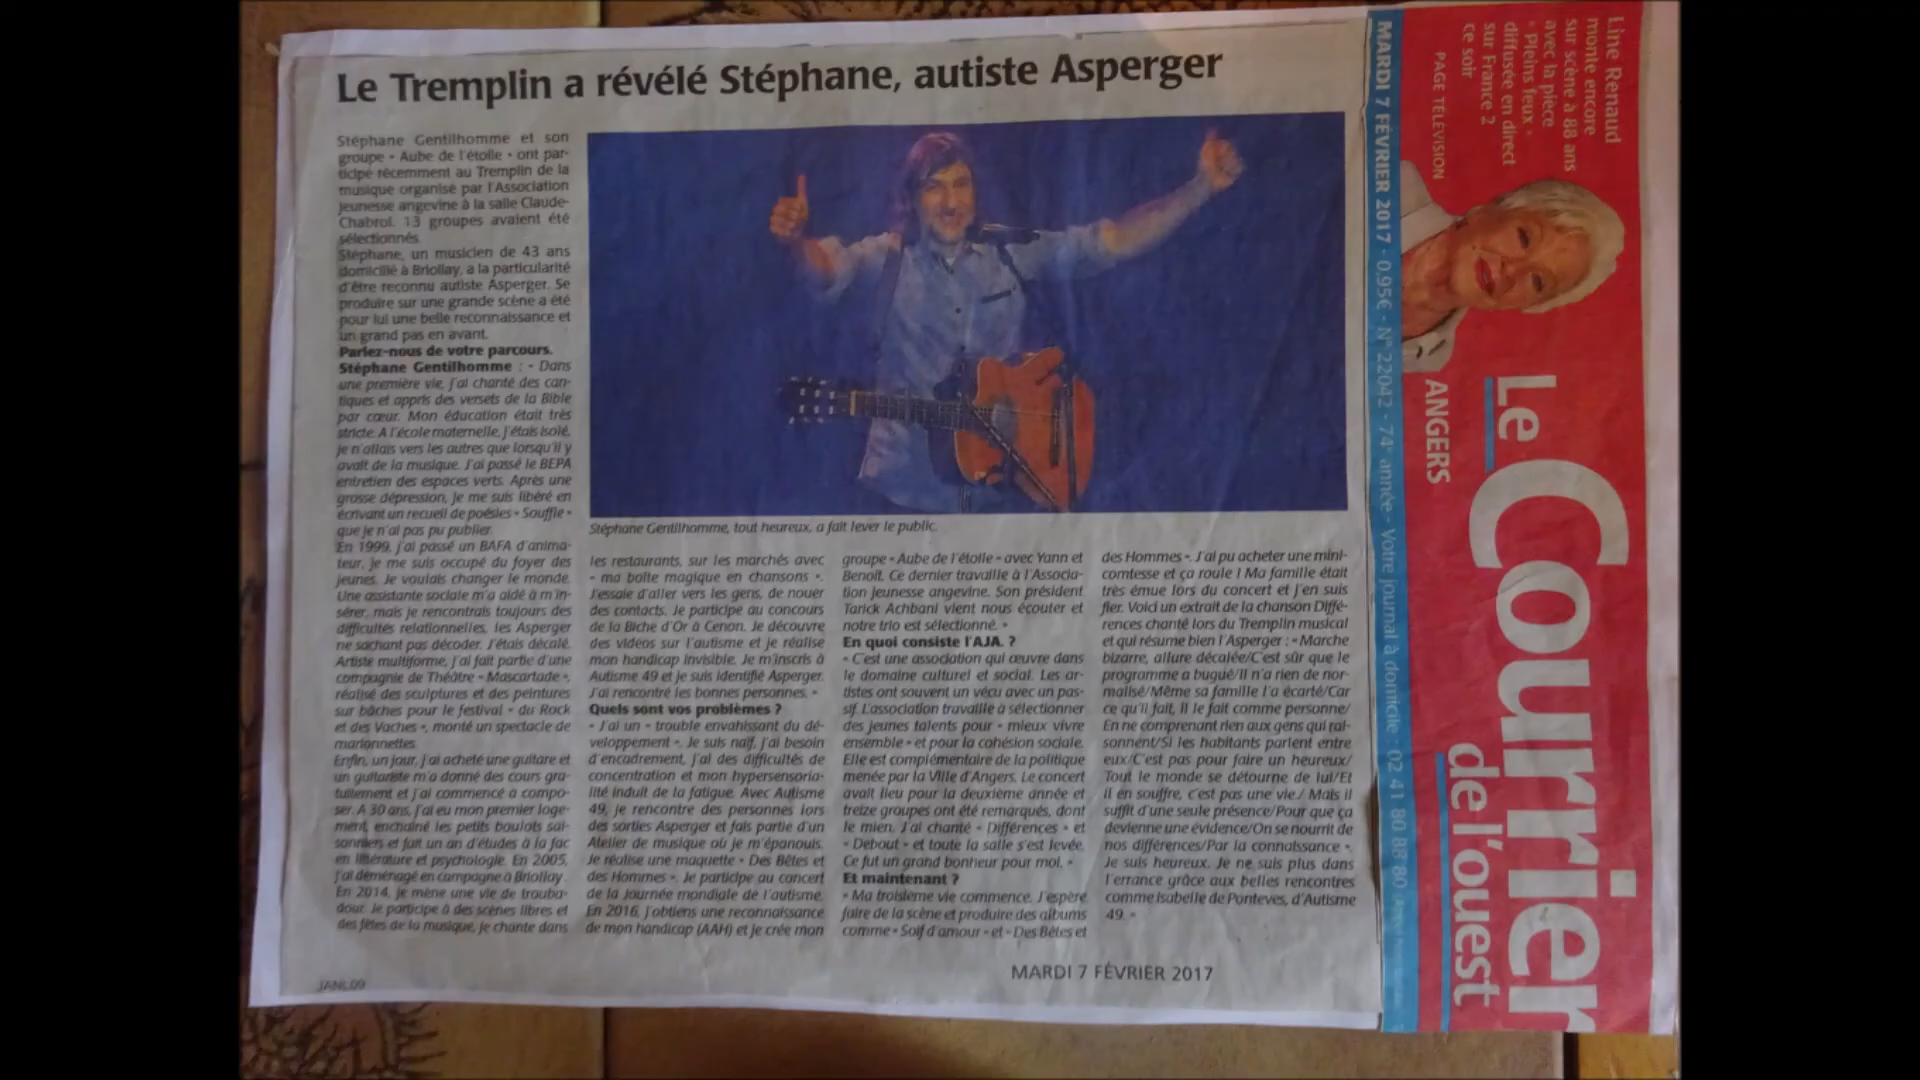 Le Tremplin a révélé Stéphane, autiste Asperger
Stéphane Gentilhomme et son
groupe « Aube de l'étoile » ont par-
ticipé récemment au Tremplin de la
musique organisé par l'Association
jeunesse angevine à la salle Claude-
Chabrol. 13 groupes avaient été
sélectionnés.
Stéphane, un musicien de 43 ans
domicilié à Briollay, a la particularité
d'être reconnu autiste Asperger. Se
produire sur une grande scène a été
pour lui une belle reconnaissance et
un grand pas en avant.
Parlez-nous de votre parcours.
Stéphane Gentilhomme : « Dans
une première vie, j'ai chanté des can-
tiques et appris des versets de la Bible
par cœur. Mon éducation était très
stricte. A l'école maternelle, j'étais isolé,
je n'allais vers les autres que lorsqu'il y
avait de la musique. J'ai passé le BEPA
entretien des espaces verts. Après une
grosse dépression, je me suis libéré en
écrivant un recueil de poésies « Souffle »
que je n'ai pas pu publier.
En 1999, j'ai passé un BAFA d'anima-
teur, je me suis occupé du foyer des
jeunes. Je voulais changer le monde.
Une assistante sociale m'a aidé à m'in-
sérer, mais je rencontrais toujours des
difficultés relationnelles, les Asperger
ne sachant pas décoder. J'étais décalé.
Artiste multiforme, j'ai fait partie d'une
compagnie de Théâtre « Mascartade »,
réalisé des sculptures et des peintures
sur bâches pour le festival « du Rock
et des Vaches », monté un spectacle de
marionnettes.
Enfin, un jour, j'ai acheté une guitare et
un guitariste m'a donné des cours gra-
tuitement et j'ai commencé à compo-
ser. A 30 ans, j'ai eu mon premier loge-
ment, enchaîné les petits boulots sai-
sonniers et fait un an d'études à la fac
en littérature et psychologie. En 2005,
j'ai déménagé en campagne à Briollay.
En 2014, je mène une vie de trouba-
dour. Je participe à des scènes libres et
des fêtes de la musique, je chante dans
Stéphane Gentilhomme, tout heureux, a fait lever le public.
les restaurants, sur les marchés avec
« ma boîte magique en chansons ».
J'essaie d'aller vers les gens, de nouer
des contacts. Je participe au concours
de la Biche d'Or à Cenon. Je découvre
des vidéos sur l'autisme et je réalise
mon handicap invisible. Je m'inscris à
Autisme 49 et je suis identifié Asperger.
J'ai rencontré les bonnes personnes. »
Quels sont vos problèmes ?
« J'ai un « trouble envahissant du dé-
veloppement ». Je suis naïf, j'ai besoin
d'encadrement, j'ai des difficultés de
concentration et mon hypersensoria-
lité induit de la fatigue. Avec Autisme
49, je rencontre des personnes lors
des sorties Asperger et fais partie d'un
Atelier de musique où je m'épanouis.
Je réalise une maquette « Des Bêtes et
des Hommes ». Je participe au concert
de la Journée mondiale de l'autisme.
En 2016, j'obtiens une reconnaissance
de mon handicap (AAH) et je crée mon
groupe « Aube de l'étoile » avec Yann et
Benoît. Ce dernier travaille à l'Associa-
tion jeunesse angevine. Son président
Tarick Achbani vient nous écouter et
notre trio est sélectionné. »
En quoi consiste l'AJA. ?
« C'est une association qui œuvre dans
le domaine culturel et social. Les ar-
tistes ont souvent un vécu avec un pas-
sif. L'association travaille à sélectionner
des jeunes talents pour « mieux vivre
ensemble » et pour la cohésion sociale.
Elle est complémentaire de la politique
menée par la Ville d'Angers. Le concert
avait lieu pour la deuxième année et
treize groupes ont été remarqués, dont
le mien. J'ai chanté « Différences » et
« Debout » et toute la salle s'est levée.
Ce fut un grand bonheur pour moi. »
Et maintenant ?
« Ma troisième vie commence. J'espère
faire de la scène et produire des albums
comme « Soif d'amour » et « Des Bêtes et
des Hommes ». J'ai pu acheter une mini-
comtesse et ça roule ! Ma famille était
très émue lors du concert et j'en suis
fier. Voici un extrait de la chanson Diffé-
rences chanté lors du Tremplin musical
et qui résume bien l'Asperger : « Marche
bizarre, allure décalée/C'est sûr que le
programme a bugué/Il n'a rien de nor-
malisé/Même sa famille l'a écarté/Car
ce qu'il fait, il le fait comme personne/
En ne comprenant rien aux gens qui rai-
sonnent/Si les habitants parlent entre
eux/C'est pas pour faire un heureux/
Tout le monde se détourne de lui/Et
il en souffre, c'est pas une vie./ Mais il
suffit d'une seule présence/Pour que ça
devienne une évidence/On se nourrit de
nos différences/Par la connaissance ».
Je suis heureux. Je ne suis plus dans
l'errance grâce aux belles rencontres
comme Isabelle de Ponteves, d'Autisme
49. »
JANL09
MARDI 7 FÉVRIER 2017
MARDI 7 FÉVRIER 2017 - 0,95€ - N° 22042 - 74e année - Votre journal à domicile : 02 41 80 88 80
Line Renaud
monte encore
sur scène à 88 ans
avec la pièce
« Pleins feux »
diffusée en direct
sur France 2
ce soir
PAGE TÉLÉVISION
ANGERS
Le Courrier
de l'ouest